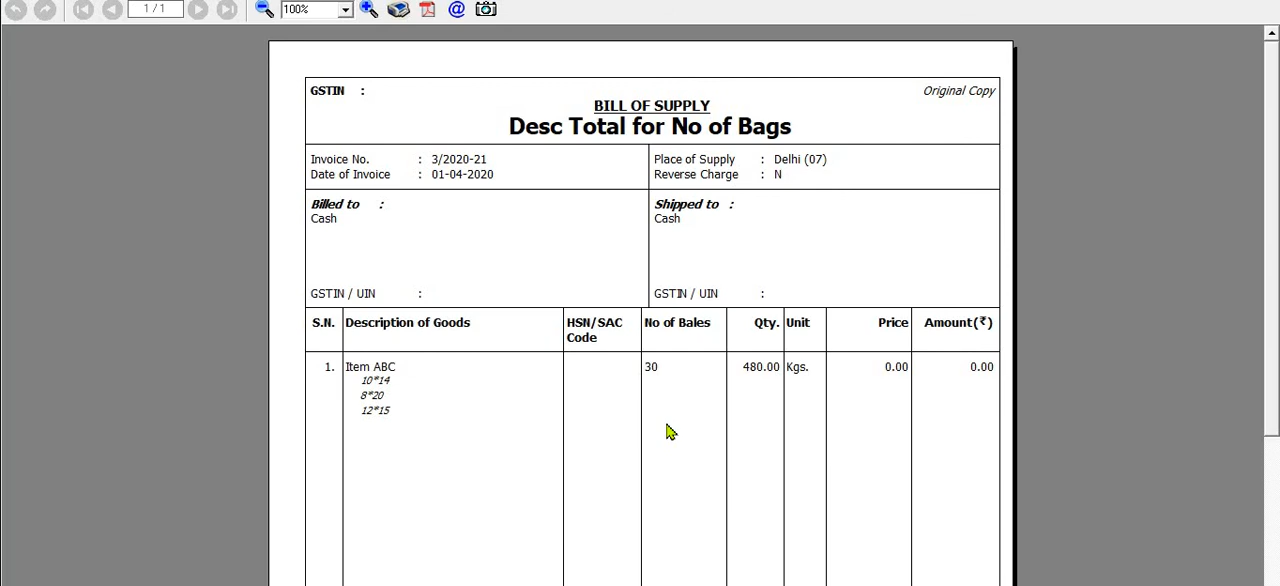 1 / 1
100%
GSTIN :
Original Copy
BILL OF SUPPLY
Desc Total for No of Bags
Invoice No. : 3/2020-21
Date of Invoice : 01-04-2020
Place of Supply : Delhi (07)
Reverse Charge : N
Billed to :
Cash
GSTIN / UIN :
Shipped to :
Cash
GSTIN / UIN :
S.N. Description of Goods HSN/SAC Code No of Bales Qty. Unit Price Amount(₹)
1. Item ABC 30 480.00 Kgs. 0.00 0.00
10*14
8*20
12*15